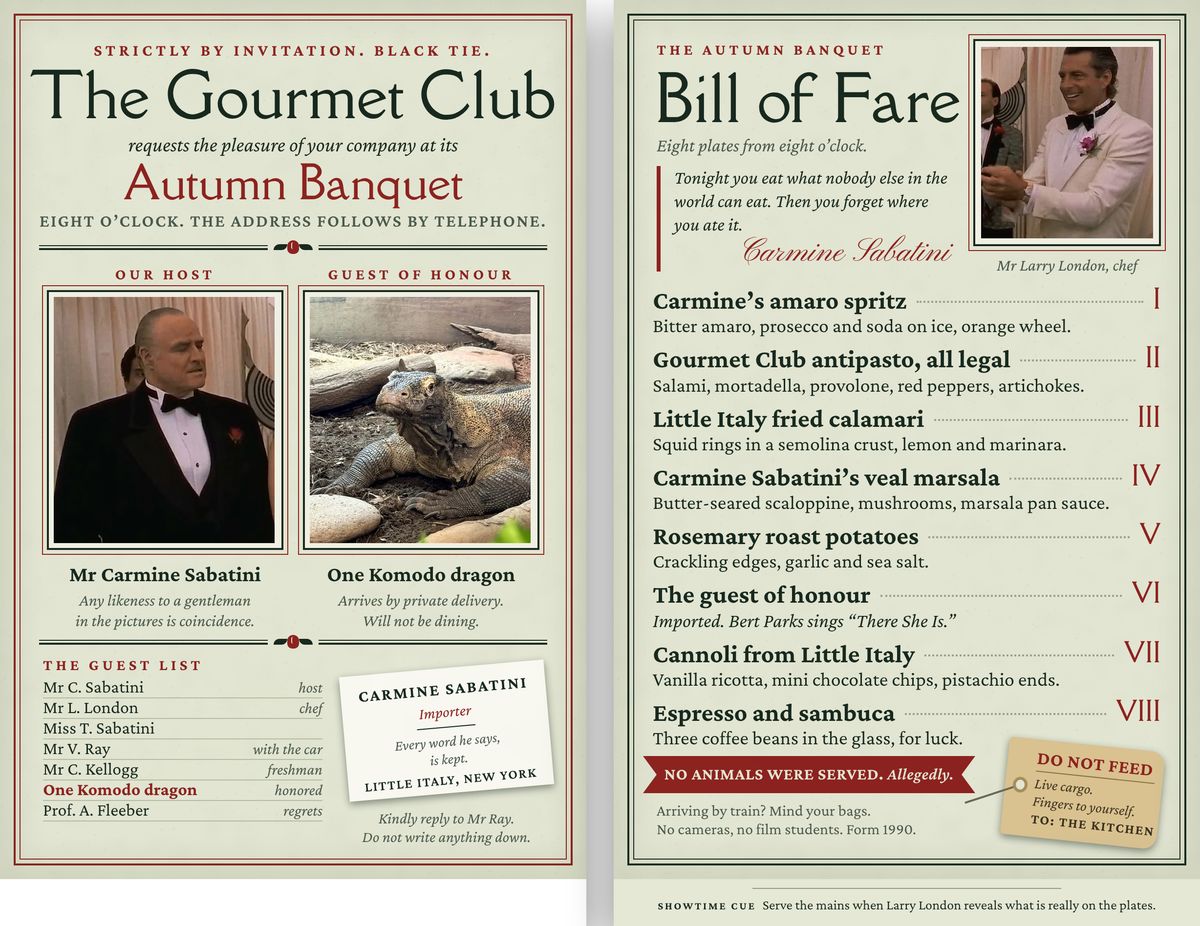 STRICTLY BY INVITATION. BLACK TIE.
The Gourmet Club
requests the pleasure of your company at its
Autumn Banquet
EIGHT O’CLOCK. THE ADDRESS FOLLOWS BY TELEPHONE.
OUR HOST
GUEST OF HONOUR
Mr Carmine Sabatini
Any likeness to a gentleman
in the pictures is coincidence.
One Komodo dragon
Arrives by private delivery.
Will not be dining.
THE GUEST LIST
Mr C. Sabatini host
Mr L. London chef
Miss T. Sabatini
Mr V. Ray with the car
Mr C. Kellogg freshman
One Komodo dragon honored
Prof. A. Fleeber regrets
CARMINE SABATINI
Importer
Every word he says,
is kept.
LITTLE ITALY, NEW YORK
Kindly reply to Mr Ray.
Do not write anything down.
THE AUTUMN BANQUET
Bill of Fare
Eight plates from eight o’clock.
Tonight you eat what nobody else in the
world can eat. Then you forget where
you ate it.
Carmine Sabatini
Mr Larry London, chef
Carmine’s amaro spritz I
Bitter amaro, prosecco and soda on ice, orange wheel.
Gourmet Club antipasto, all legal II
Salami, mortadella, provolone, red peppers, artichokes.
Little Italy fried calamari III
Squid rings in a semolina crust, lemon and marinara.
Carmine Sabatini’s veal marsala IV
Butter-seared scaloppine, mushrooms, marsala pan sauce.
Rosemary roast potatoes V
Crackling edges, garlic and sea salt.
The guest of honour VI
Imported. Bert Parks sings “There She Is.”
Cannoli from Little Italy VII
Vanilla ricotta, mini chocolate chips, pistachio ends.
Espresso and sambuca VIII
Three coffee beans in the glass, for luck.
NO ANIMALS WERE SERVED. Allegedly.
Arriving by train? Mind your bags.
No cameras, no film students. Form 1990.
DO NOT FEED
Live cargo.
Fingers to yourself.
TO: THE KITCHEN
SHOWTIME CUE Serve the mains when Larry London reveals what is really on the plates.